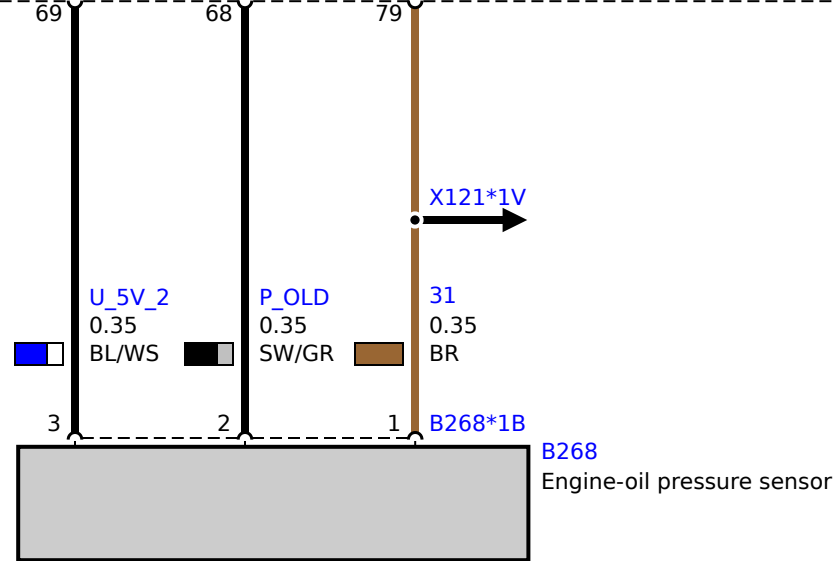 69
68
79
X121*1V
U_5V_2
P_OLD
31
0.35
0.35
0.35
BL/WS
SW/GR
BR
3
2
1
B268*1B
B268
Engine-oil pressure sensor